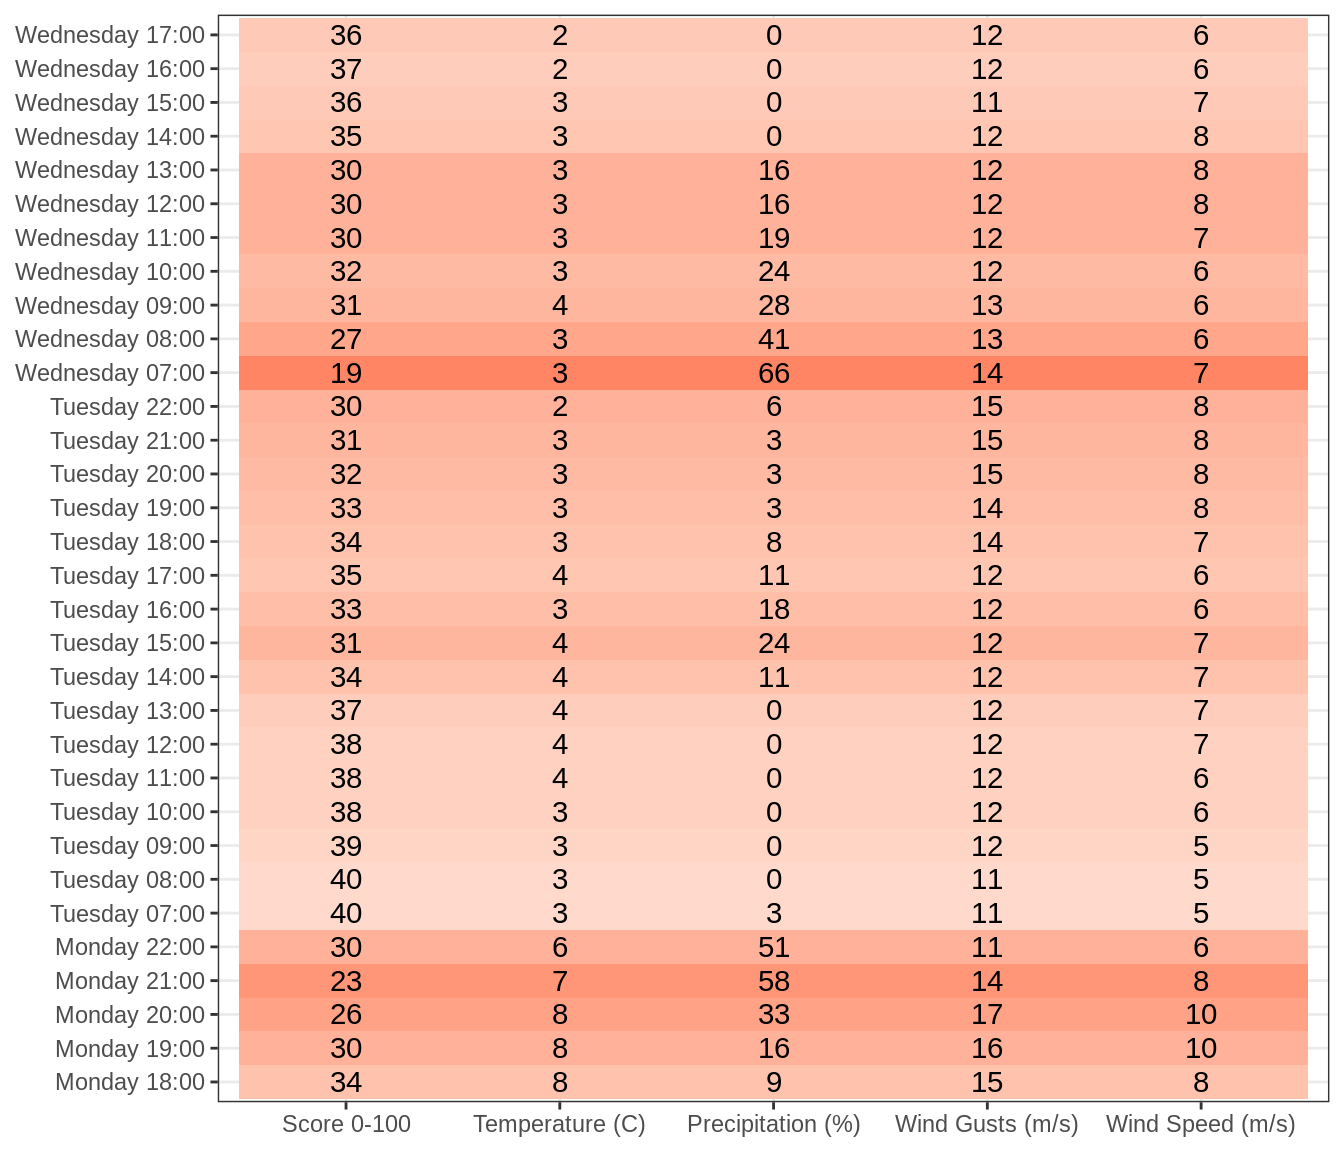 Wednesday 17:00 36 2 0 12 6
Wednesday 16:00 37 2 0 12 6
Wednesday 15:00 36 3 0 11 7
Wednesday 14:00 35 3 0 12 8
Wednesday 13:00 30 3 16 12 8
Wednesday 12:00 30 3 16 12 8
Wednesday 11:00 30 3 19 12 7
Wednesday 10:00 32 3 24 12 6
Wednesday 09:00 31 4 28 13 6
Wednesday 08:00 27 3 41 13 6
Wednesday 07:00 19 3 66 14 7
Tuesday 22:00 30 2 6 15 8
Tuesday 21:00 31 3 3 15 8
Tuesday 20:00 32 3 3 15 8
Tuesday 19:00 33 3 3 14 8
Tuesday 18:00 34 3 8 14 7
Tuesday 17:00 35 4 11 12 6
Tuesday 16:00 33 3 18 12 6
Tuesday 15:00 31 4 24 12 7
Tuesday 14:00 34 4 11 12 7
Tuesday 13:00 37 4 0 12 7
Tuesday 12:00 38 4 0 12 7
Tuesday 11:00 38 4 0 12 6
Tuesday 10:00 38 3 0 12 6
Tuesday 09:00 39 3 0 12 5
Tuesday 08:00 40 3 0 11 5
Tuesday 07:00 40 3 3 11 5
Monday 22:00 30 6 51 11 6
Monday 21:00 23 7 58 14 8
Monday 20:00 26 8 33 17 10
Monday 19:00 30 8 16 16 10
Monday 18:00 34 8 9 15 8
Score 0-100 Temperature (C) Precipitation (%) Wind Gusts (m/s) Wind Speed (m/s)